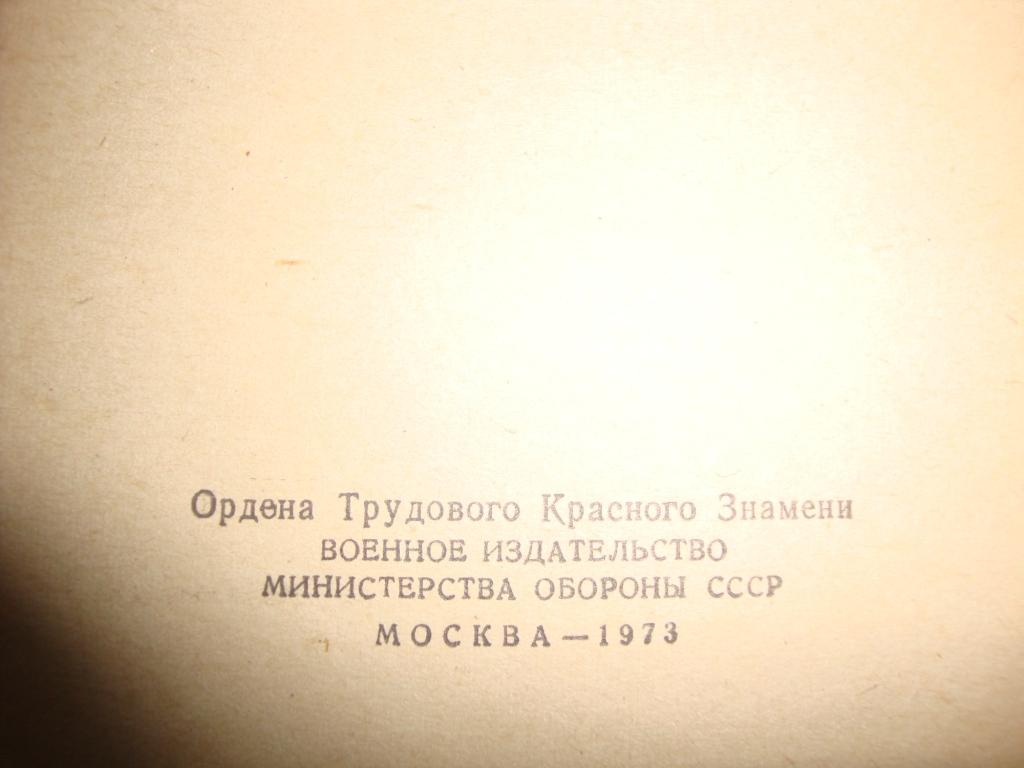 Ордена Трудового Красного Знамени
ВОЕННОЕ ИЗДАТЕЛЬСТВО
МИНИСТЕРСТВА ОБОРОНЫ СССР
МОСКВА — 1973